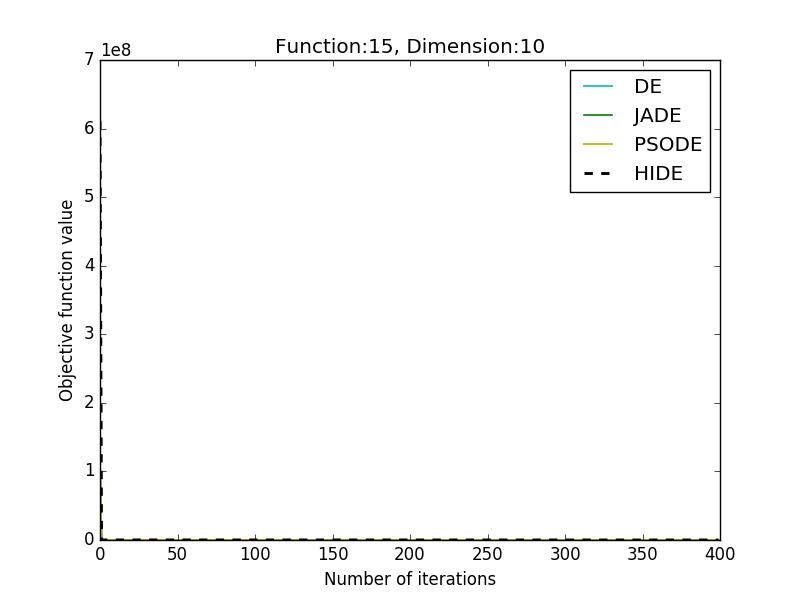 Function:15, Dimension:10
1e8
7
6
5
4
3
2
1
0
Objective function value
DE
JADE
PSODE
HIDE
0 50 100 150 200 250 300 350 400
Number of iterations